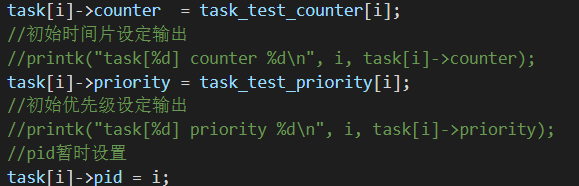 task[i]->counter  = task_test_counter[i];
//初始时间片设定输出
//printk("task[%d] counter %d\n", i, task[i]->counter);
task[i]->priority = task_test_priority[i];
//初始优先级设定输出
//printk("task[%d] priority %d\n", i, task[i]->priority);
//pid暂时设置
task[i]->pid = i;